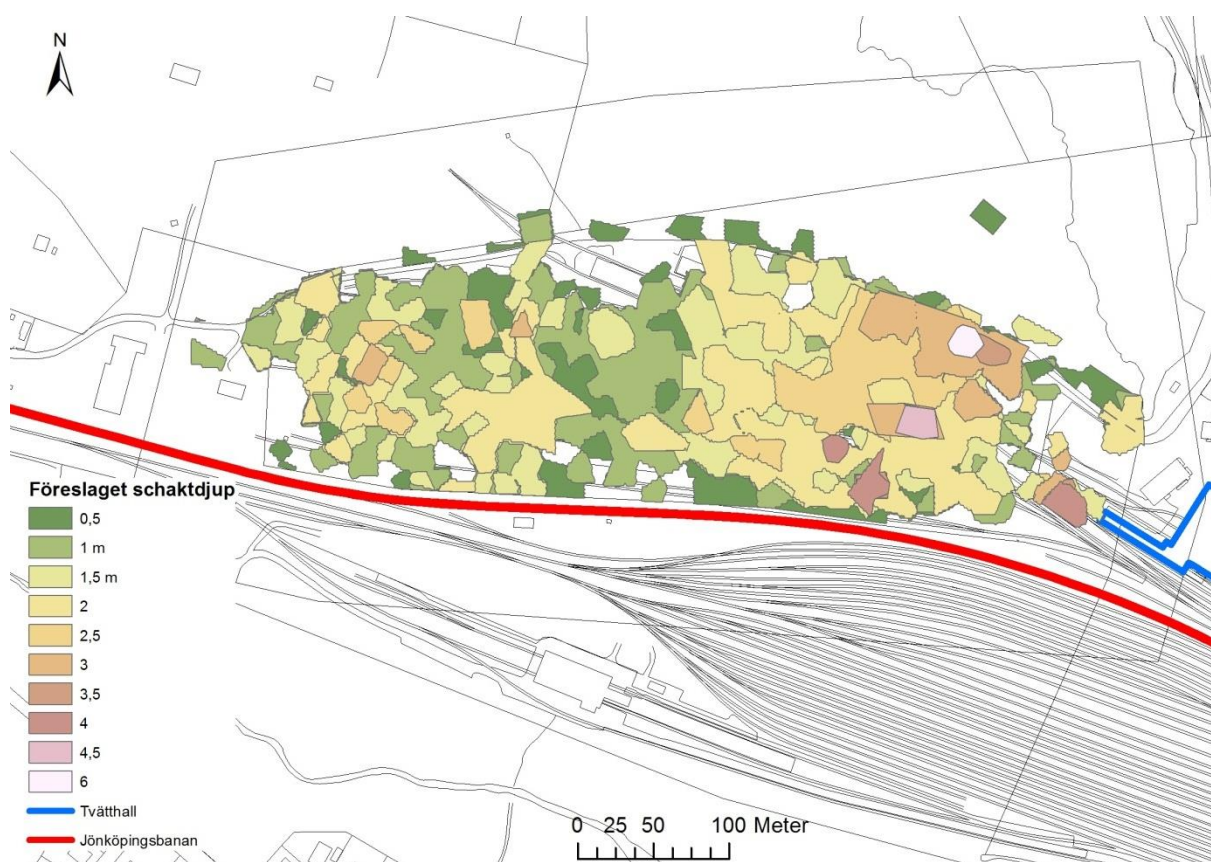 N
Föreslaget schaktdjup
0,5
1 m
1,5 m
2
2,5
3
3,5
4
4,5
6
Tvätthall
Jönköpingsbanan
0 25 50 100 Meter